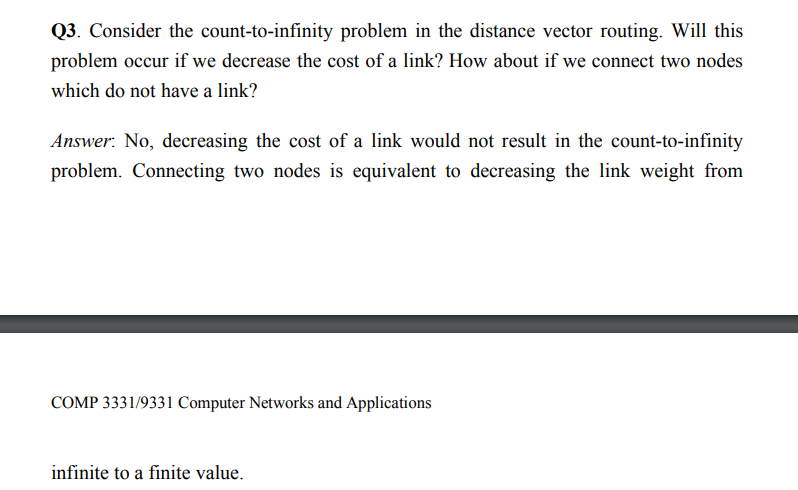 Q3. Consider the count-to-infinity problem in the distance vector routing. Will this
problem occur if we decrease the cost of a link? How about if we connect two nodes
which do not have a link?
Answer: No, decreasing the cost of a link would not result in the count-to-infinity
problem. Connecting two nodes is equivalent to decreasing the link weight from
COMP 3331/9331 Computer Networks and Applications
infinite to a finite value.